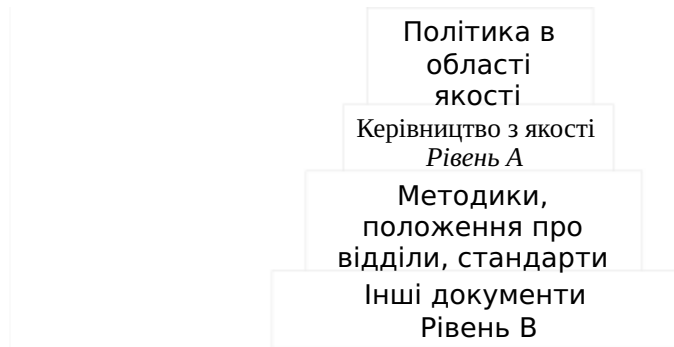 Політика в
області
якості
Керівництво з якості
Рівень А
Методики,
положення про
відділи, стандарти
Інші документи
Рівень В